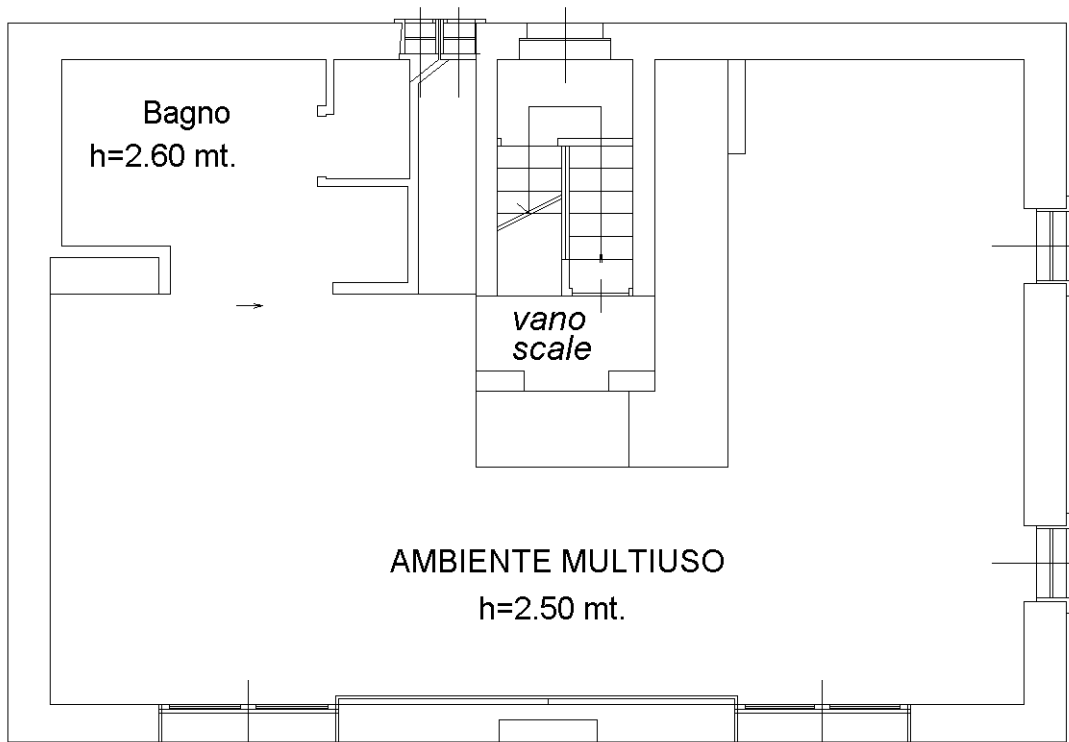 Bagno
h=2.60 mt.
vano
scale
AMBIENTE MULTIUSO
h=2.50 mt.